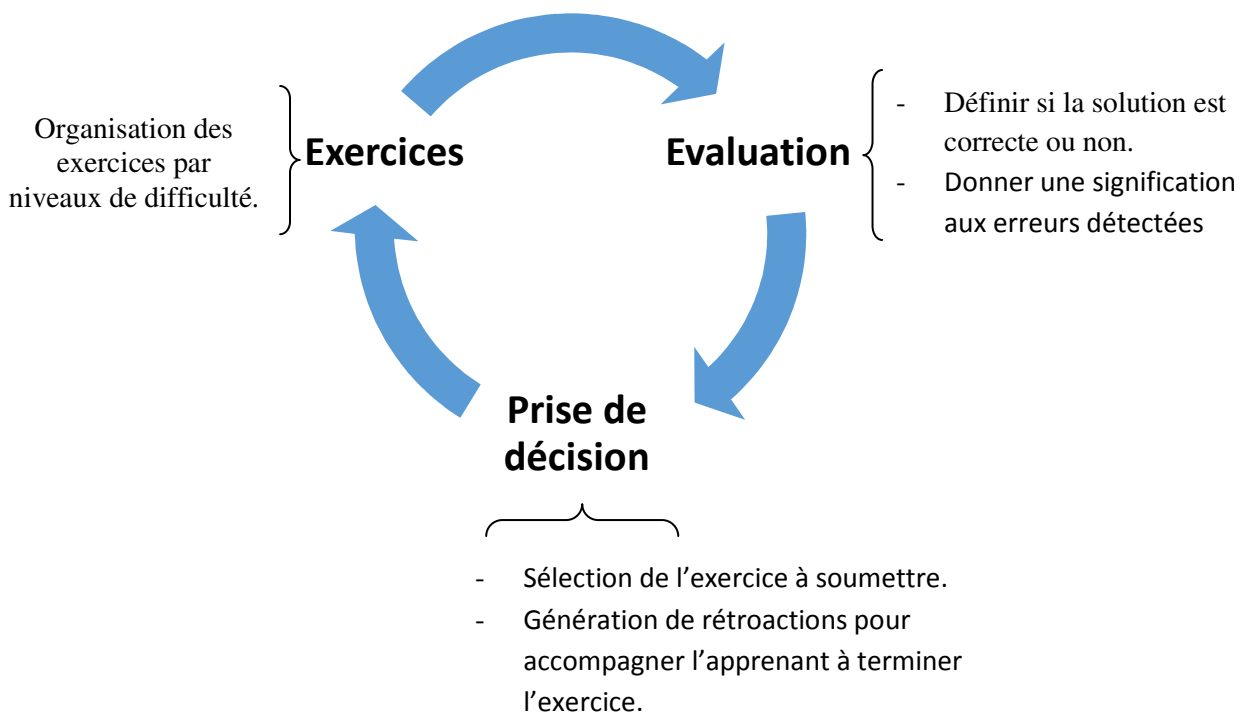 Organisation des
exercices par
niveaux de difficulté.
Exercices
Evaluation
- Définir si la solution est
correcte ou non.
- Donner une signification
aux erreurs détectées
Prise de
décision
- Sélection de l’exercice à soumettre.
- Génération de rétroactions pour
accompagner l’apprenant à terminer
l’exercice.